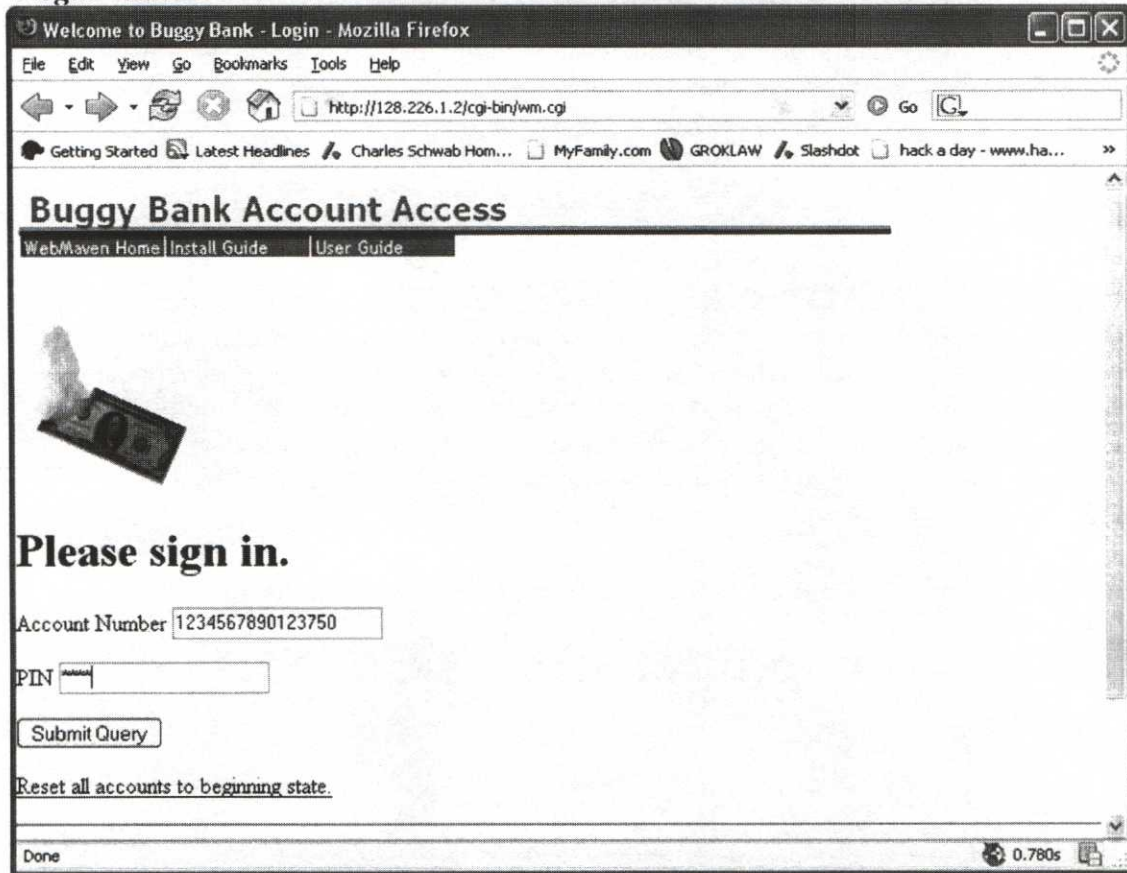 Welcome to Buggy Bank - Login - Mozilla Firefox
File Edit View Go Bookmarks Tools Help
http://128.226.1.2/cgi-bin/wm.cgi Go G
Getting Started Latest Headlines Charles Schwab Hom... MyFamily.com GROKLAW Slashdot hack a day - www.ha... »
Buggy Bank Account Access
WebMaven Home Install Guide User Guide
Please sign in.
Account Number 1234567890123750
PIN ****
Submit Query
Reset all accounts to beginning state.
Done 0.780s